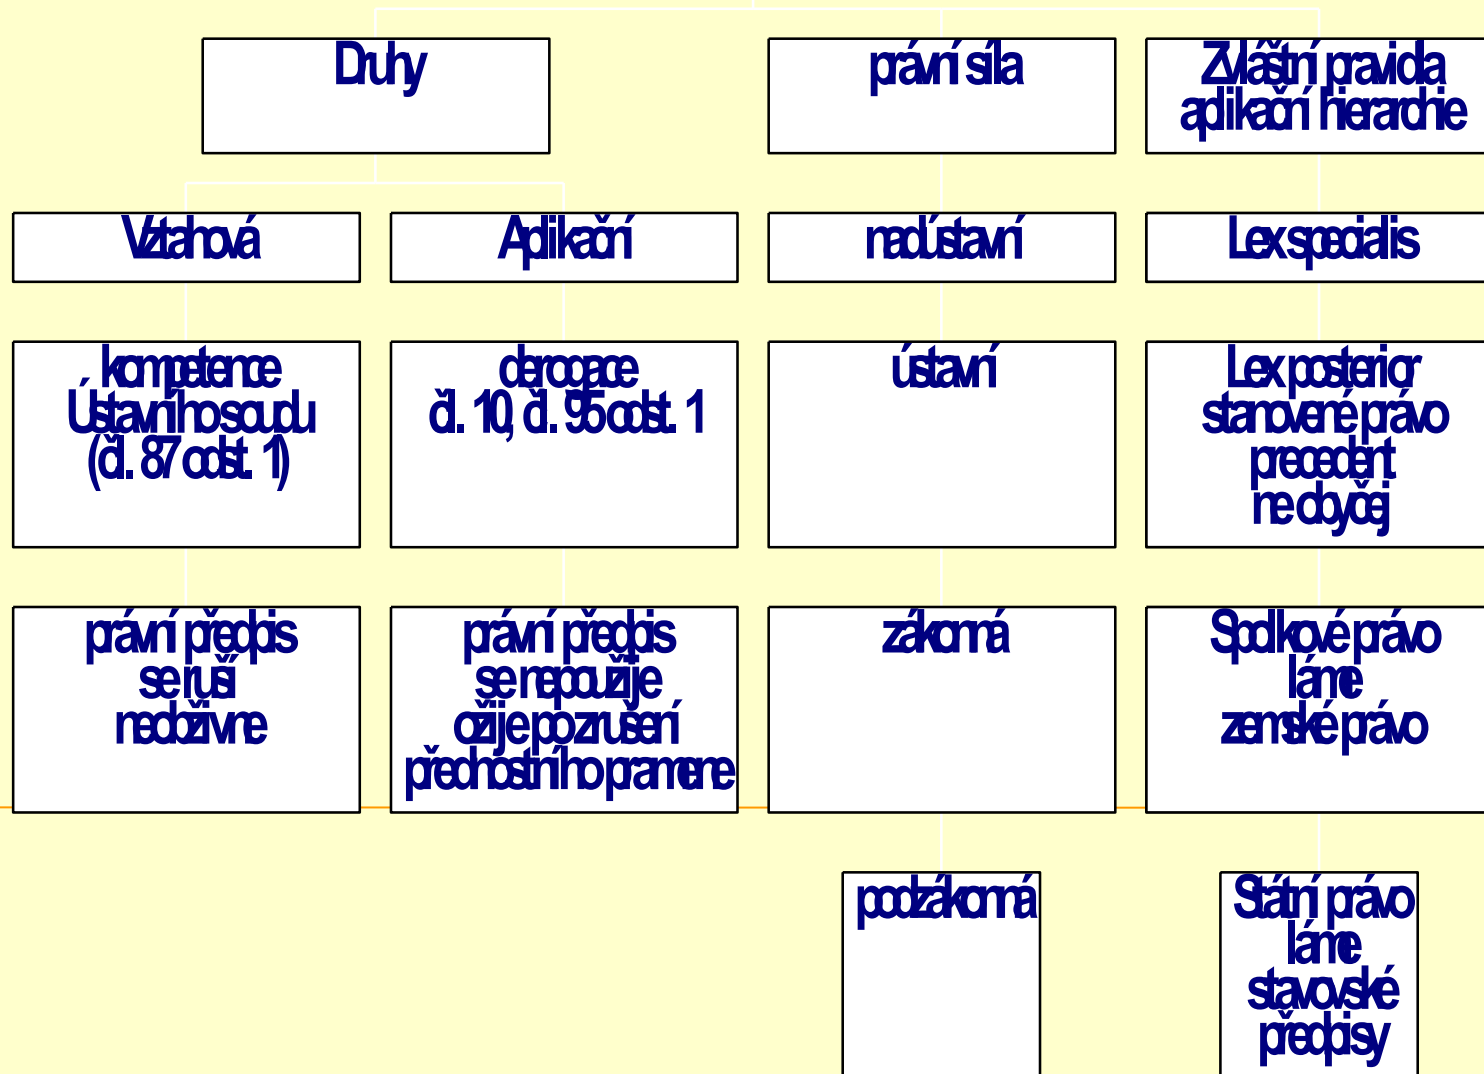 Druhy
právní síla
Zvláštní pravidla
aplikační hierarchie
Vztahová
Aplikační
nadústavní
Lex specialis
kompetence
Ústavního soudu
(čl. 87 odst. 1)
derogace
čl. 10, čl. 95 odst. 1
ústavní
Lex posterior
stanovené právo
precedent
ne obyčej
právní předpis
se ruší
neobživne
právní předpis
se nepoužije
ožije po zrušení
přednostního pramene
zákonná
Spolkové právo
láme
zemské právo
podzákonná
Státní právo
láme
stavovské
předpisy